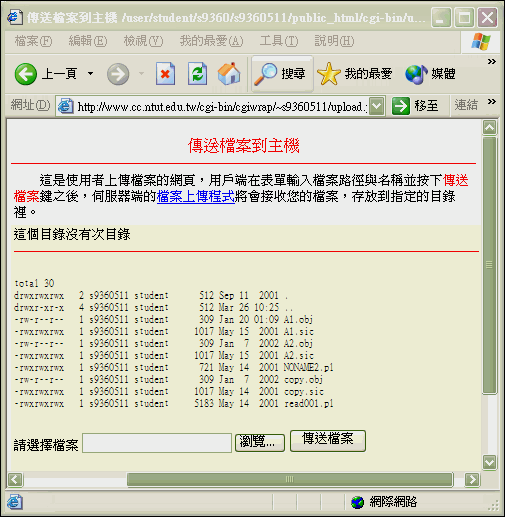 傳送檔案到主機 /user/student/s9360/s9360511/public_html/cgi-bin/u...
檔案(F) 編輯(E) 檢視(V) 我的最愛(A) 工具(T) 說明(H)
上一頁 搜尋 我的最愛 媒體
網址(D) http://www.cc.ntut.edu.tw/cgi-bin/cgiwrap/~s9360511/upload. 移至 連結
傳送檔案到主機
這是使用者上傳檔案的網頁，用戶端在表單輸入檔案路徑與名稱並按下傳送
檔案鍵之後，伺服器端的檔案上傳程式將會接收您的檔案，存放到指定的目錄
裡。
這個目錄沒有次目錄
total 30
drwxrwxrwx 2 s9360511 student 512 Sep 11 2001 .
drwxr-xr-x 4 s9360511 student 512 Mar 26 10:25 ..
-rw-r--r-- 1 s9360511 student 309 Jan 20 01:09 A1.obj
-rwxrwxrwx 1 s9360511 student 1017 May 15 2001 A1.sic
-rw-r--r-- 1 s9360511 student 309 Jan 7 2002 A2.obj
-rwxrwxrwx 1 s9360511 student 1017 May 15 2001 A2.sic
-rwxrwxrwx 1 s9360511 student 721 May 14 2001 NONAME2.pl
-rw-r--r-- 1 s9360511 student 309 Jan 7 2002 copy.obj
-rwxrwxrwx 1 s9360511 student 1017 May 14 2001 copy.sic
-rwxrwxrwx 1 s9360511 student 5183 May 14 2001 read001.pl
請選擇檔案 瀏覽... 傳送檔案
網際網路